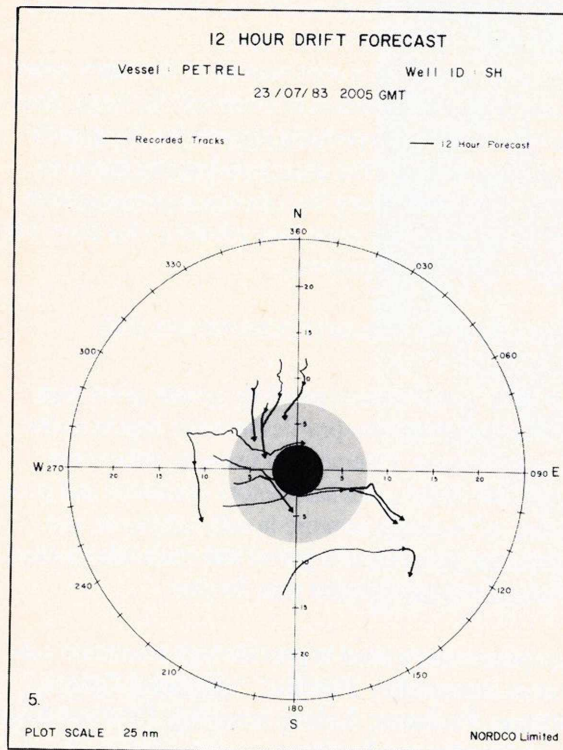 12 HOUR DRIFT FORECAST
Vessel : PETREL
Well ID : SH
23/07/83 2005 GMT
Recorded Tracks
12 Hour Forecast
N
360
330
030
20
15
300
060
10
5
W 270
20
15
10
5
5
10
15
20
090 E
5
10
240
120
15
20
210
150
180
S
5.
PLOT SCALE 25 nm
NORDCO Limited